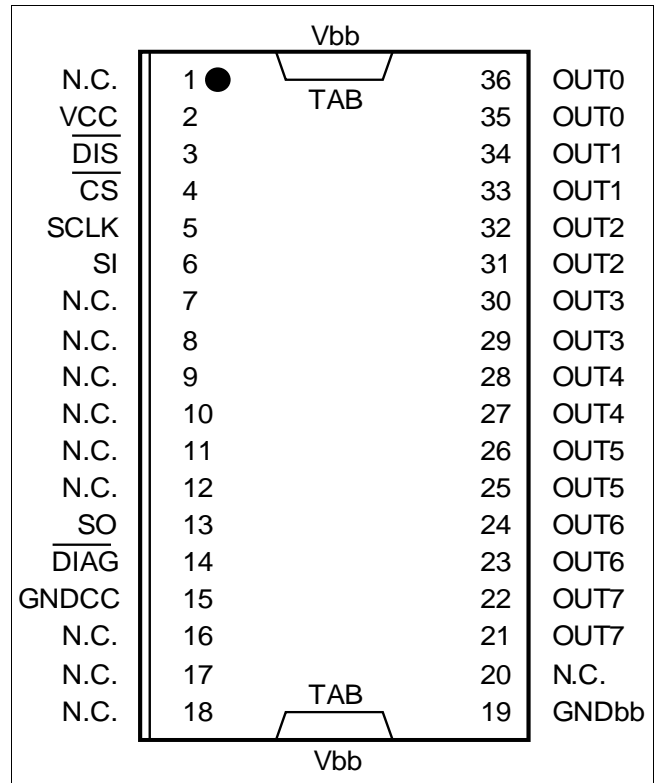 Vbb
N.C. 1 TAB 36 OUT0
VCC 2 35 OUT0
DIS 3 34 OUT1
CS 4 33 OUT1
SCLK 5 32 OUT2
SI 6 31 OUT2
N.C. 7 30 OUT3
N.C. 8 29 OUT3
N.C. 9 28 OUT4
N.C. 10 27 OUT4
N.C. 11 26 OUT5
N.C. 12 25 OUT5
SO 13 24 OUT6
DIAG 14 23 OUT6
GNDCC 15 22 OUT7
N.C. 16 21 OUT7
N.C. 17 20 N.C.
N.C. 18 TAB 19 GNDbb
Vbb